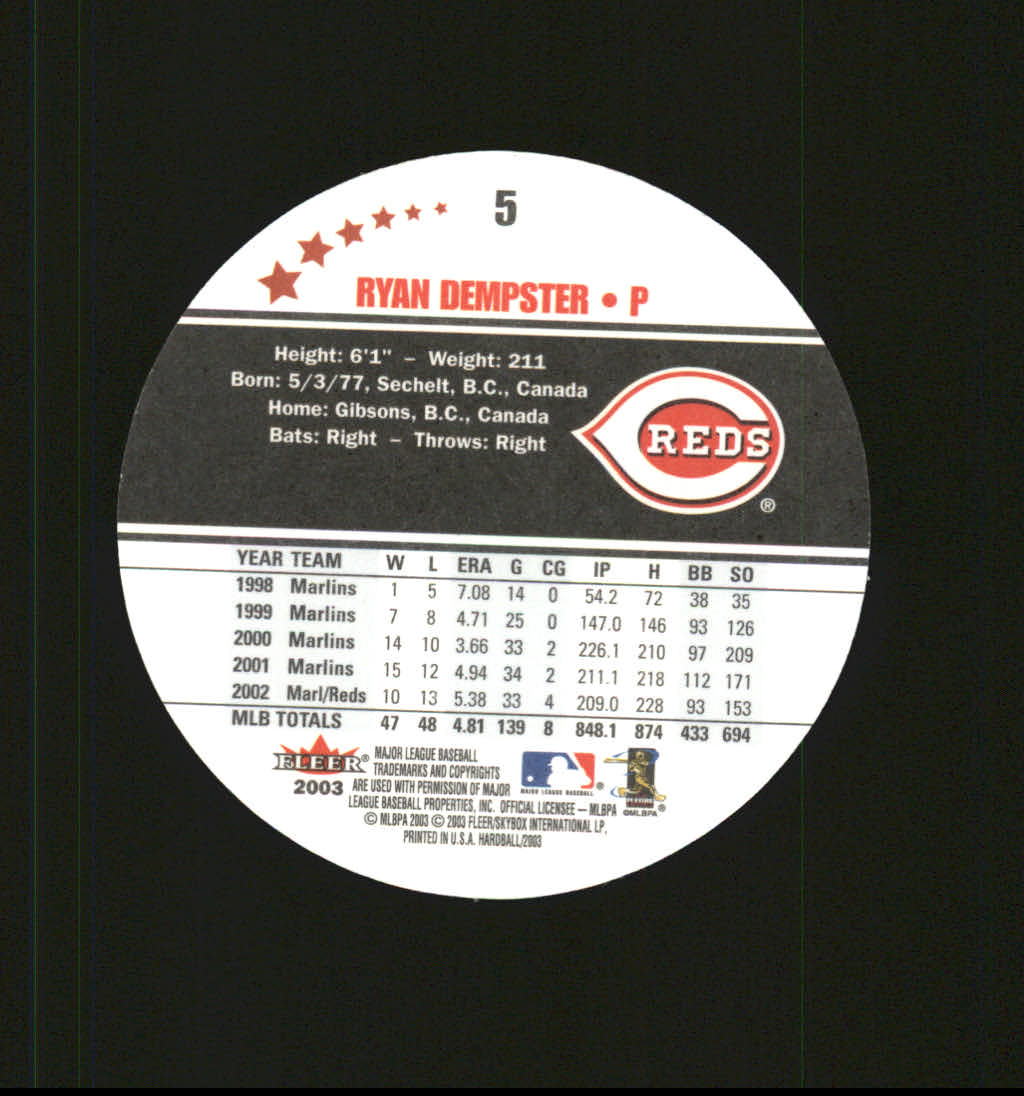 5
RYAN DEMPSTER • P
Height: 6'1" – Weight: 211
Born: 5/3/77, Sechelt, B.C., Canada
Home: Gibsons, B.C., Canada
Bats: Right – Throws: Right
REDS
®
YEAR TEAM W L ERA G CG IP H BB SO
1998 Marlins 1 5 7.08 14 0 54.2 72 38 35
1999 Marlins 7 8 4.71 25 0 147.0 146 93 126
2000 Marlins 14 10 3.66 33 2 226.1 210 97 209
2001 Marlins 15 12 4.94 34 2 211.1 218 112 171
2002 Marl/Reds 10 13 5.38 33 4 209.0 228 93 153
MLB TOTALS 47 48 4.81 139 8 848.1 874 433 694
FLEER®
2003
MAJOR LEAGUE BASEBALL
TRADEMARKS AND COPYRIGHTS
ARE USED WITH PERMISSION OF MAJOR
LEAGUE BASEBALL PROPERTIES, INC. OFFICIAL LICENSEE – MLBPA
© MLBPA 2003 © 2003 FLEER/SKYBOX INTERNATIONAL LP,
PRINTED IN U.S.A. HARDBALL/2003
MAJOR LEAGUE BASEBALL ®
PLAYERS
©MLBPA ®